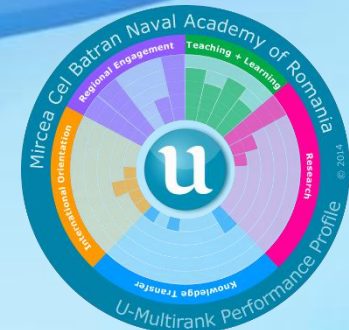 Mircea Cel Batran Naval Academy of Romania
Teaching + Learning
Regional Engagement
Research
International Orientation
Knowledge Transfer
u
© 2014
U-Multirank Performance Profile